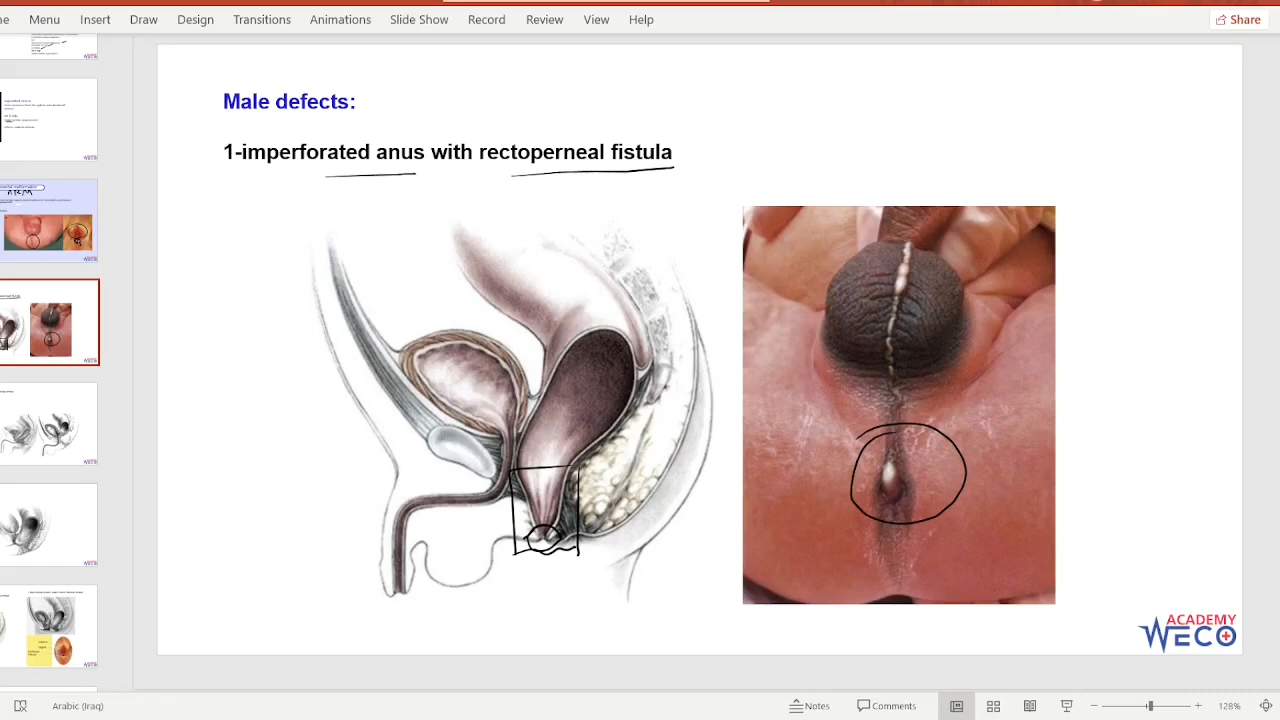 Menu Insert Draw Design Transitions Animations Slide Show Record Review View Help
Share
Male defects:
1-imperforated anus with rectoperneal fistula
ACADEMY
WECO
Arabic (Iraq)
Notes
Comments
128%